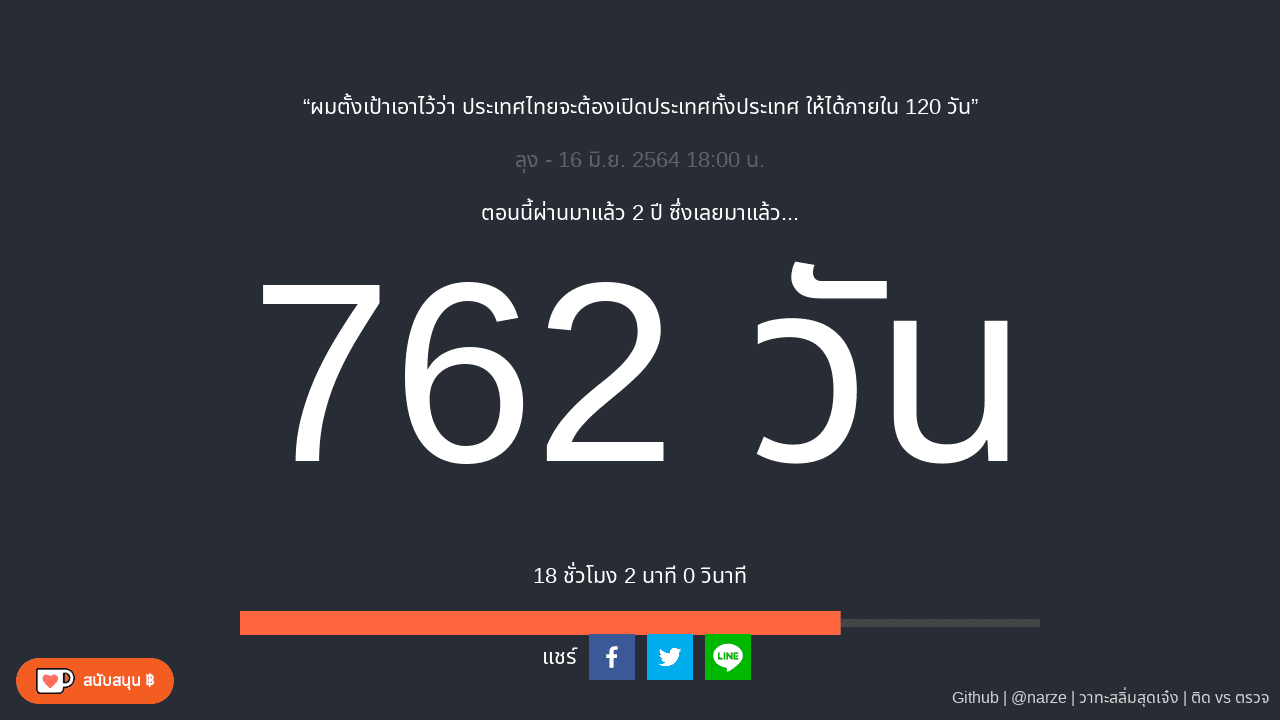 “ผมตั้งเป้าเอาไว้ว่า ประเทศไทยจะต้องเปิดประเทศทั้งประเทศ ให้ได้ภายใน 120 วัน”
ลุง - 16 มิ.ย. 2564 18:00 น.
ตอนนี้ผ่านมาแล้ว 2 ปี ซึ่งเลยมาแล้ว...
762 วัน
18 ชั่วโมง 2 นาที 0 วินาที
แชร์
LINE
สนับสนุน ฿
Github | @narze | วาทะสลิ่มสุดเจ๋ง | ติด vs ตรวจ